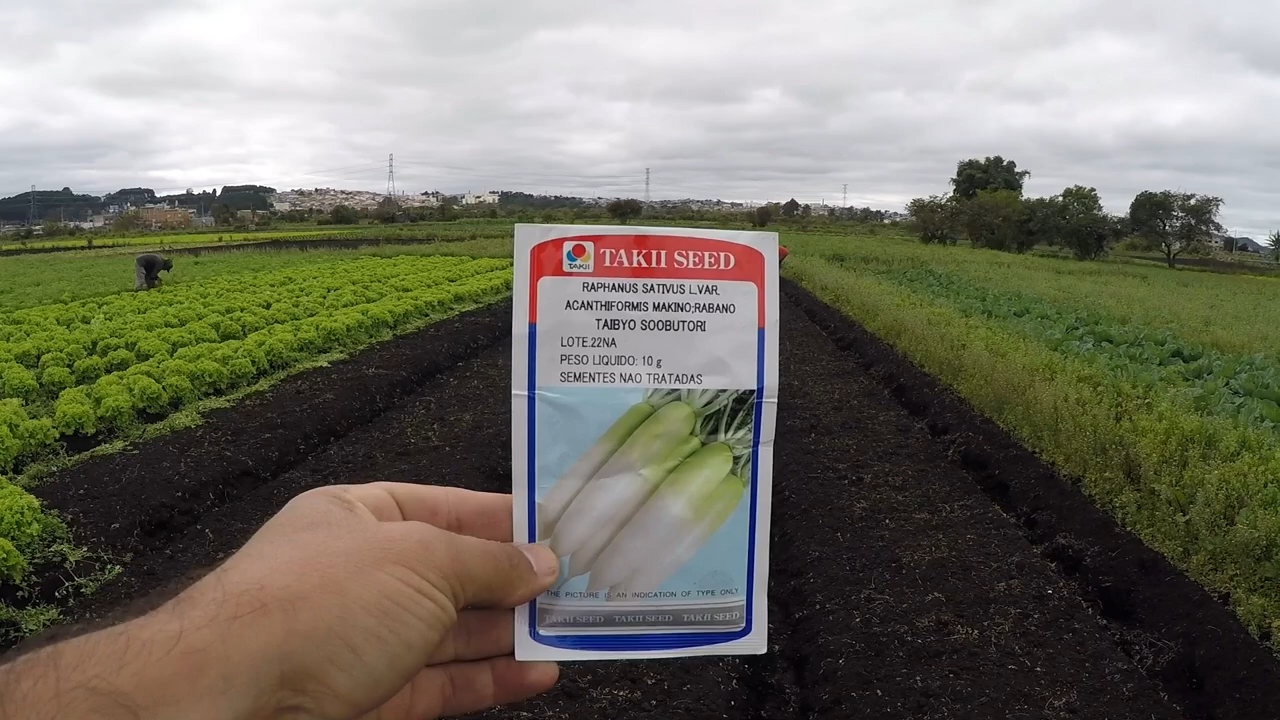 TAKII
TAKII SEED
RAPHANUS SATIVUS L.VAR.
ACANTHIFORMIS MAKINO;RABANO
TAIBYO SOOBUTORI
LOTE.22NA
PESO LIQUIDO: 10 g
SEMENTES NAO TRATADAS
THE PICTURE IS AN INDICATION OF TYPE ONLY
TAKII SEED TAKII SEED TAKII SEED